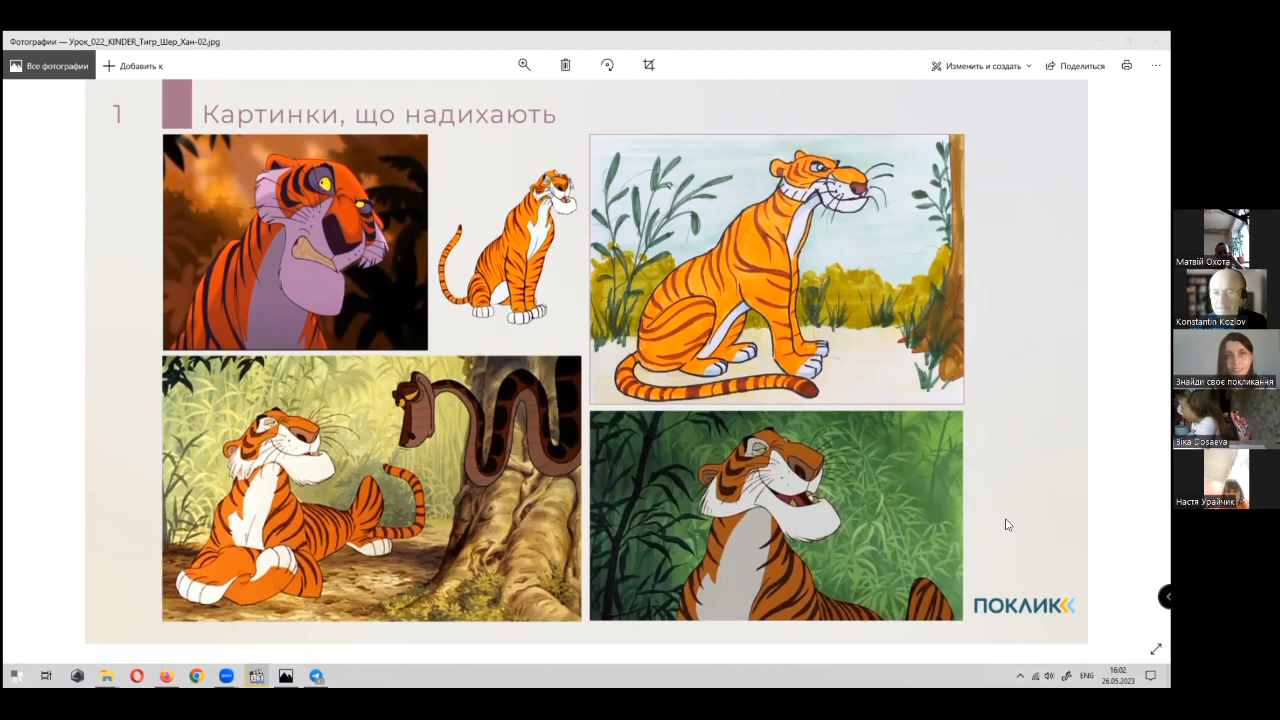 Фотографии — Урок_022_KINDER_Тигр_Шер_Хан-02.jpg
Все фотографии
Добавить к
Изменить и создать
Поделиться
1 Картинки, що надихають
ПОКЛИК
Матвій Охота
Konstantin Kozlov
Знайди своє покликання
Віка Dosaeva
Настя Урайчик
ENG
16:02
26.05.2023